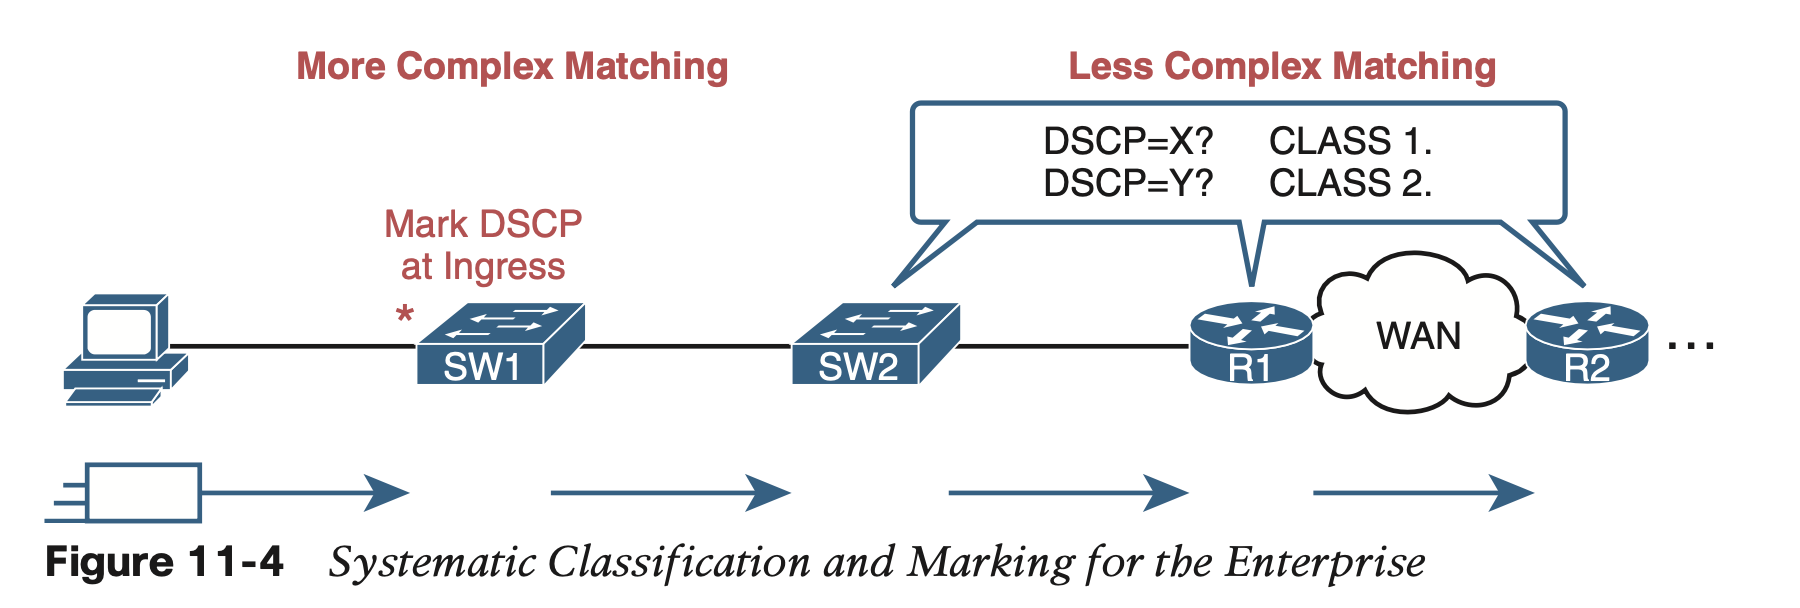 More Complex Matching
Less Complex Matching
DSCP=X? CLASS 1.
DSCP=Y? CLASS 2.
Mark DSCP
at Ingress
*
SW1
SW2
R1
WAN
R2
...
Figure 11-4 Systematic Classification and Marking for the Enterprise